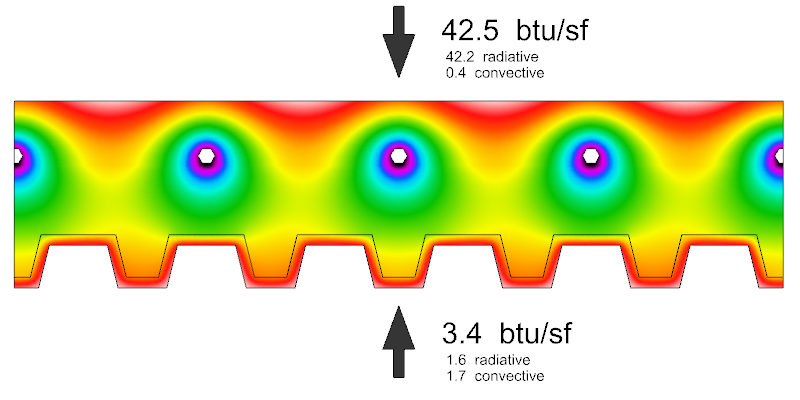 42.5 btu/sf
42.2 radiative
0.4 convective
3.4 btu/sf
1.6 radiative
1.7 convective